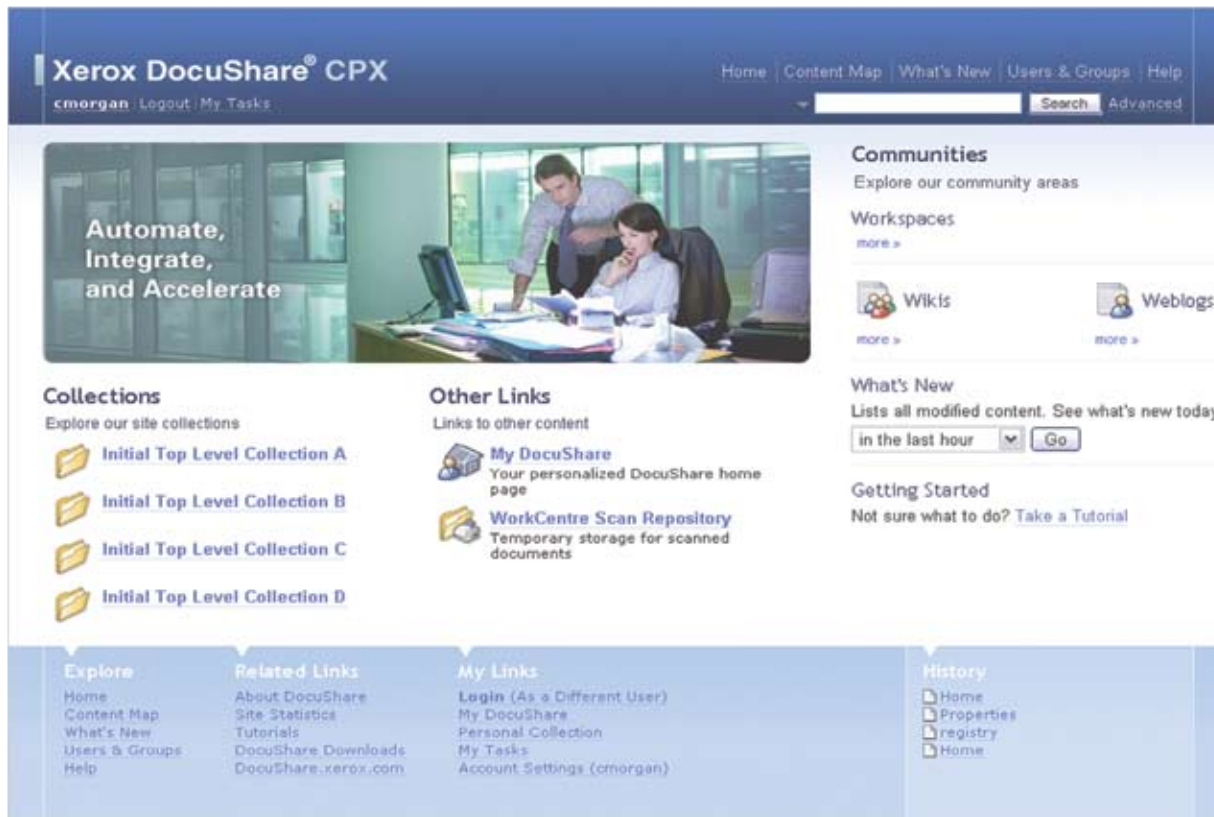 Xerox DocuShare® CPX
Home Content Map What's New Users & Groups Help
cmorgan Logout My Tasks
Search Advanced
Automate,
Integrate,
and Accelerate
Communities
Explore our community areas
Workspaces
more »
Wikis Weblogs
more » more »
What's New
Lists all modified content. See what's new today
in the last hour Go
Getting Started
Not sure what to do? Take a Tutorial
Collections
Explore our site collections
Initial Top Level Collection A
Initial Top Level Collection B
Initial Top Level Collection C
Initial Top Level Collection D
Other Links
Links to other content
My DocuShare
Your personalized DocuShare home
page
WorkCentre Scan Repository
Temporary storage for scanned
documents
Explore
Home
Content Map
What's New
Users & Groups
Help
Related Links
About DocuShare
Site Statistics
Tutorials
DocuShare Downloads
DocuShare.xerox.com
My Links
Login (As a Different User)
My DocuShare
Personal Collection
My Tasks
Account Settings (cmorgan)
History
Home
Properties
registry
Home